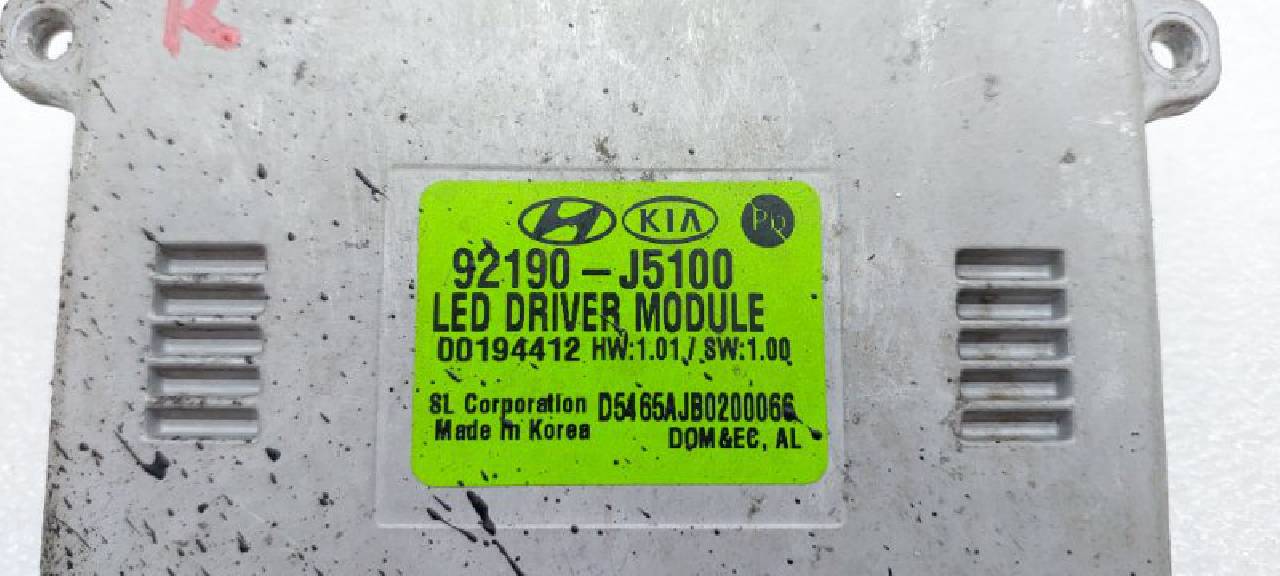 R
KIA Pb
92190-J5100
LED DRIVER MODULE
00194412 HW:1.01/SW:1.00
SL Corporation D5465AJB0200066
Made in Korea DOM&EC, AL